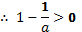 ∴ 1 - 1/a > 0